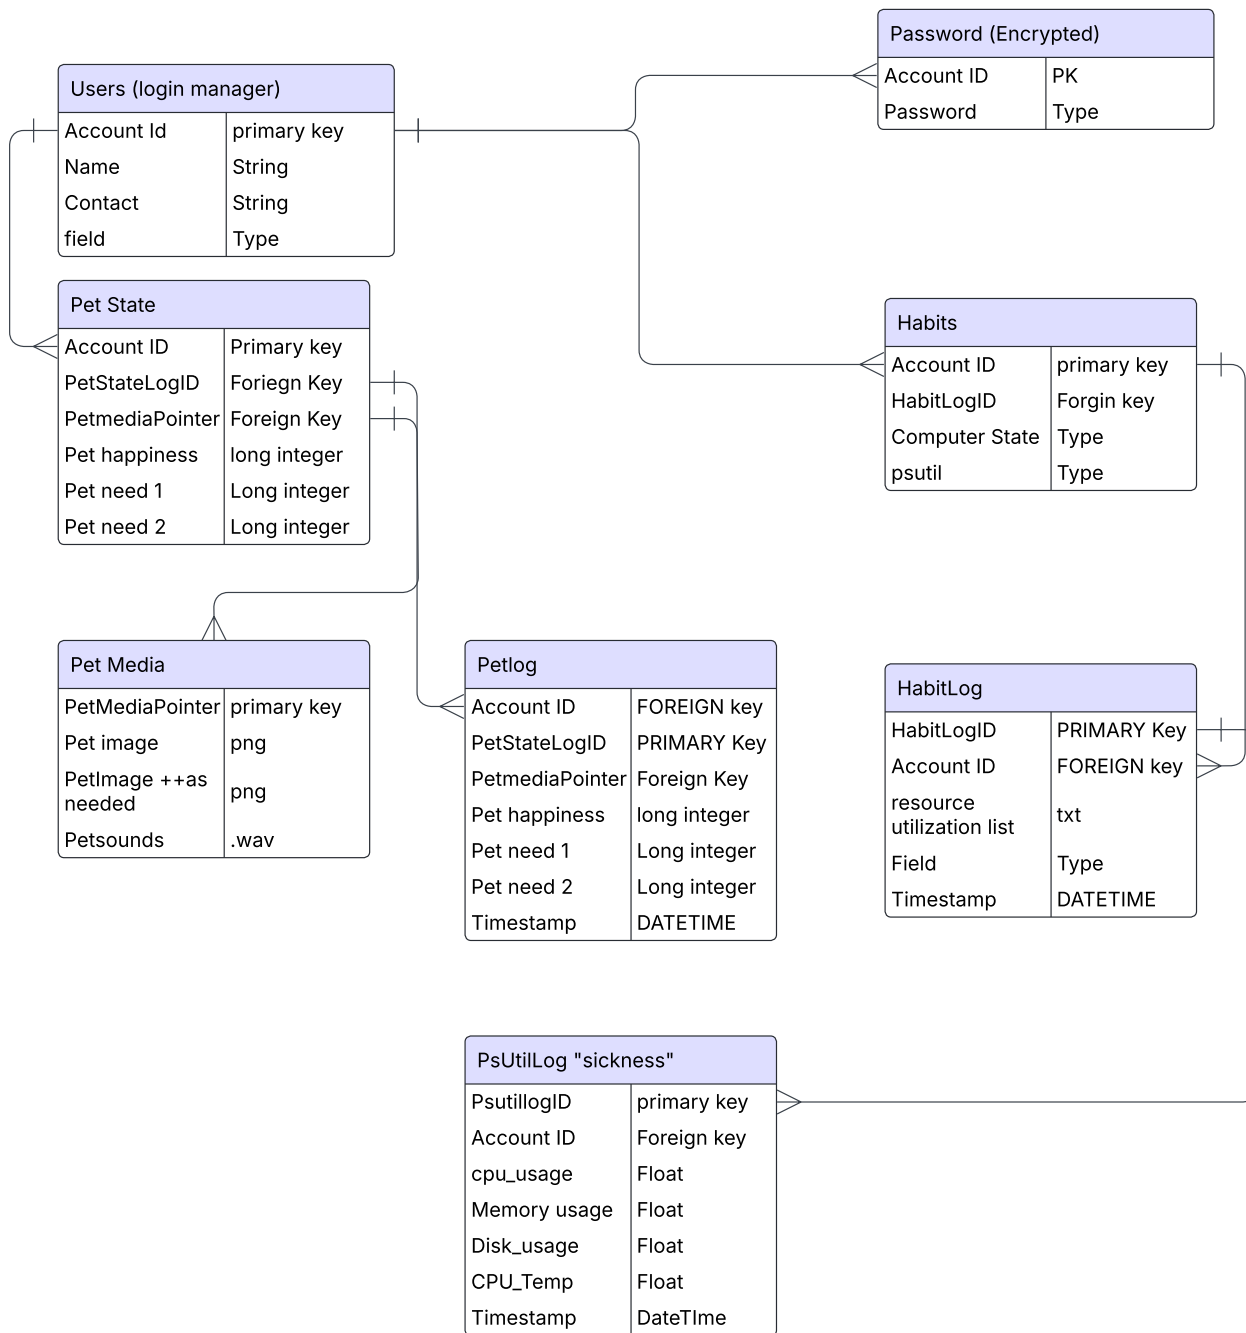 Users (login manager)
Account Id primary key
Name String
Contact String
field Type
Password (Encrypted)
Account ID PK
Password Type
Pet State
Account ID Primary key
PetStateLogID Foriegn Key
PetmediaPointer Foreign Key
Pet happiness long integer
Pet need 1 Long integer
Pet need 2 Long integer
Habits
Account ID primary key
HabitLogID Forgin key
Computer State Type
psutil Type
Pet Media
PetMediaPointer primary key
Pet image png
PetImage ++as
needed png
Petsounds .wav
Petlog
Account ID FOREIGN key
PetStateLogID PRIMARY Key
PetmediaPointer Foreign Key
Pet happiness long integer
Pet need 1 Long integer
Pet need 2 Long integer
Timestamp DATETIME
HabitLog
HabitLogID PRIMARY Key
Account ID FOREIGN key
resource
utilization list txt
Field Type
Timestamp DATETIME
PsUtilLog "sickness"
PsutillogID primary key
Account ID Foreign key
cpu_usage Float
Memory usage Float
Disk_usage Float
CPU_Temp Float
Timestamp DateTIme